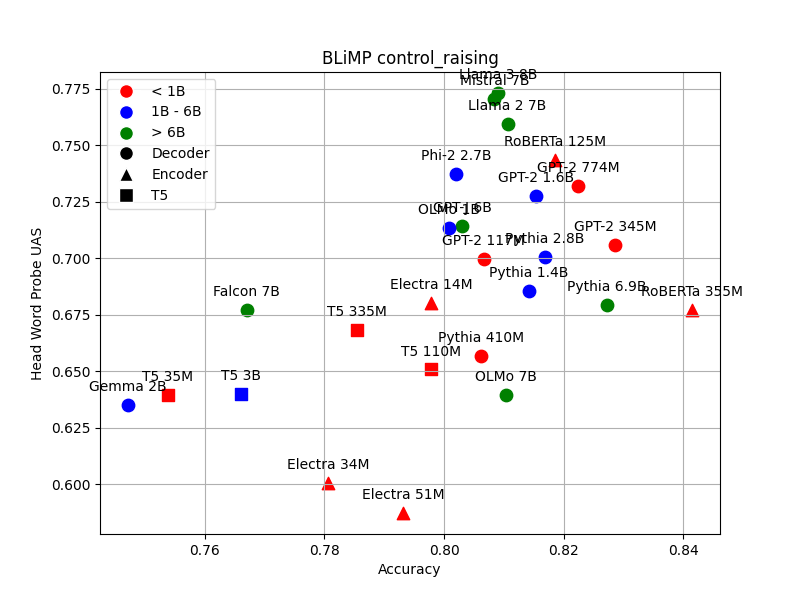 BLiMP control_raising
Head Word Probe UAS
0.775
0.750
0.725
0.700
0.675
0.650
0.625
0.600
< 1B
1B - 6B
> 6B
Decoder
Encoder
T5
Llama 3 8B
Mistral 7B
Llama 2 7B
RoBERTa 125M
Phi-2 2.7B
GPT-2 774M
GPT-2 1.6B
GPT-J 6B
OLMo 1B
GPT-2 345M
GPT-2 117M
Pythia 2.8B
Pythia 1.4B
Electra 14M
Pythia 6.9B
RoBERTa 355M
Falcon 7B
T5 335M
Pythia 410M
T5 110M
T5 35M
T5 3B
OLMo 7B
Gemma 2B
Electra 34M
Electra 51M
0.76
0.78
0.80
0.82
0.84
Accuracy